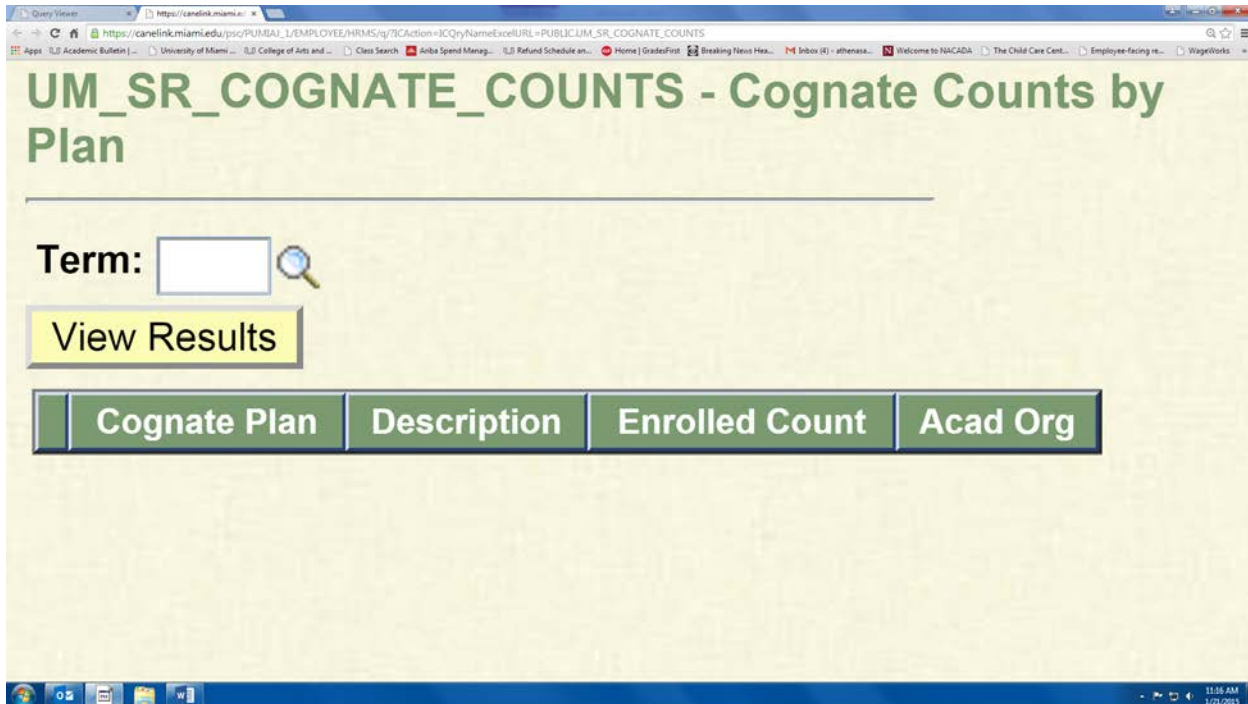 Query Viewer
https://canelink.miami.e
https://canelink.miami.edu/psc/PUMIAJ_1/EMPLOYEE/HRMS/q/?ICAction=ICQryNameExcelURL=PUBLIC.UM_SR_COGNATE_COUNTS
Apps Academic Bulletin | ... University of Miami ... College of Arts and ... Class Search Ariba Spend Manag... Refund Schedule an... Home | GradesFirst Breaking News Hea... Inbox (4) - athenasa... Welcome to NACADA The Child Care Cent... Employee-facing re... WageWorks
UM_SR_COGNATE_COUNTS - Cognate Counts by
Plan
Term:
View Results
Cognate Plan Description Enrolled Count Acad Org
11:16 AM
1/21/2015